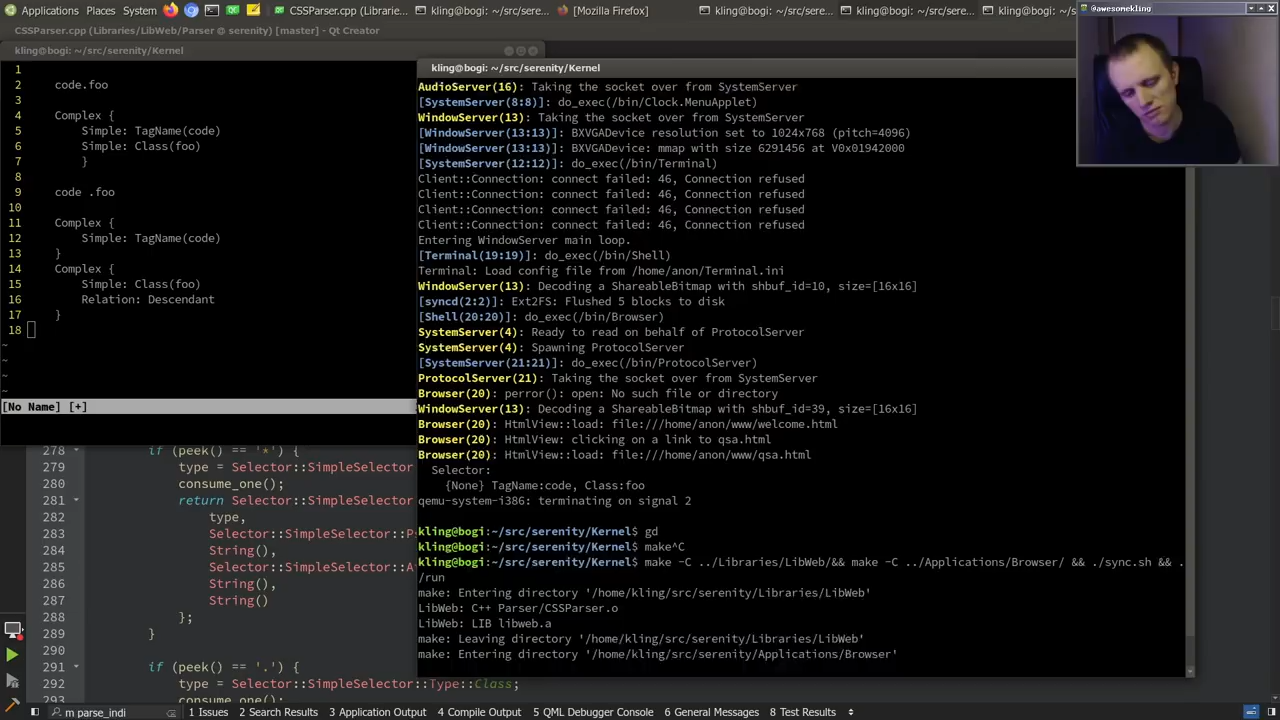 Applications Places System CSSParser.cpp (Librarie... kling@bogi: ~/src/sere... [Mozilla Firefox] kling@bogi: ~/src/sere... kling@bogi: ~/src/sere...
@awesomekling
CSSParser.cpp (Libraries/LibWeb/Parser @ serenity) [master] - Qt Creator
kling@bogi: ~/src/serenity/Kernel
1
2 code.foo
3
4 Complex {
5 Simple: TagName(code)
6 Simple: Class(foo)
7 }
8
9 code .foo
10
11 Complex {
12 Simple: TagName(code)
13 }
14 Complex {
15 Simple: Class(foo)
16 Relation: Descendant
17 }
18
~
~
~
~
[No Name] [+]
kling@bogi: ~/src/serenity/Kernel
AudioServer(16): Taking the socket over from SystemServer
[SystemServer(8:8)]: do_exec(/bin/Clock.MenuApplet)
WindowServer(13): Taking the socket over from SystemServer
[WindowServer(13:13)]: BXVGADevice resolution set to 1024x768 (pitch=4096)
[WindowServer(13:13)]: BXVGADevice: mmap with size 6291456 at V0x01942000
[SystemServer(12:12)]: do_exec(/bin/Terminal)
Client::Connection: connect failed: 46, Connection refused
Client::Connection: connect failed: 46, Connection refused
Client::Connection: connect failed: 46, Connection refused
Client::Connection: connect failed: 46, Connection refused
Entering WindowServer main loop.
[Terminal(19:19)]: do_exec(/bin/Shell)
Terminal: Load config file from /home/anon/Terminal.ini
WindowServer(13): Decoding a ShareableBitmap with shbuf_id=10, size=[16x16]
[syncd(2:2)]: Ext2FS: Flushed 5 blocks to disk
[Shell(20:20)]: do_exec(/bin/Browser)
SystemServer(4): Ready to read on behalf of ProtocolServer
SystemServer(4): Spawning ProtocolServer
[SystemServer(21:21)]: do_exec(/bin/ProtocolServer)
ProtocolServer(21): Taking the socket over from SystemServer
Browser(20): perror(): open: No such file or directory
WindowServer(13): Decoding a ShareableBitmap with shbuf_id=39, size=[16x16]
Browser(20): HtmlView::load: file:///home/anon/www/welcome.html
Browser(20): HtmlView: clicking on a link to qsa.html
Browser(20): HtmlView::load: file:///home/anon/www/qsa.html
Selector:
{None} TagName:code, Class:foo
qemu-system-i386: terminating on signal 2
kling@bogi:~/src/serenity/Kernel$ gd
kling@bogi:~/src/serenity/Kernel$ make^C
kling@bogi:~/src/serenity/Kernel$ make -C ../Libraries/LibWeb/&& make -C ../Applications/Browser/ && ./sync.sh && .
/run
make: Entering directory '/home/kling/src/serenity/Libraries/LibWeb'
LibWeb: C++ Parser/CSSParser.o
LibWeb: LIB libweb.a
make: Leaving directory '/home/kling/src/serenity/Libraries/LibWeb'
make: Entering directory '/home/kling/src/serenity/Applications/Browser'
278 if (peek() == '*') {
279 type = Selector::SimpleSelector
280 consume_one();
281 return Selector::SimpleSelector
282 type,
283 Selector::SimpleSelector::P
284 String(),
285 Selector::SimpleSelector::A
286 String(),
287 String()
288 };
289 }
290
291 if (peek() == '.') {
292 type = Selector::SimpleSelector::Type::Class;
293 consume_one();
m parse_indi 1 Issues 2 Search Results 3 Application Output 4 Compile Output 5 QML Debugger Console 6 General Messages 8 Test Results